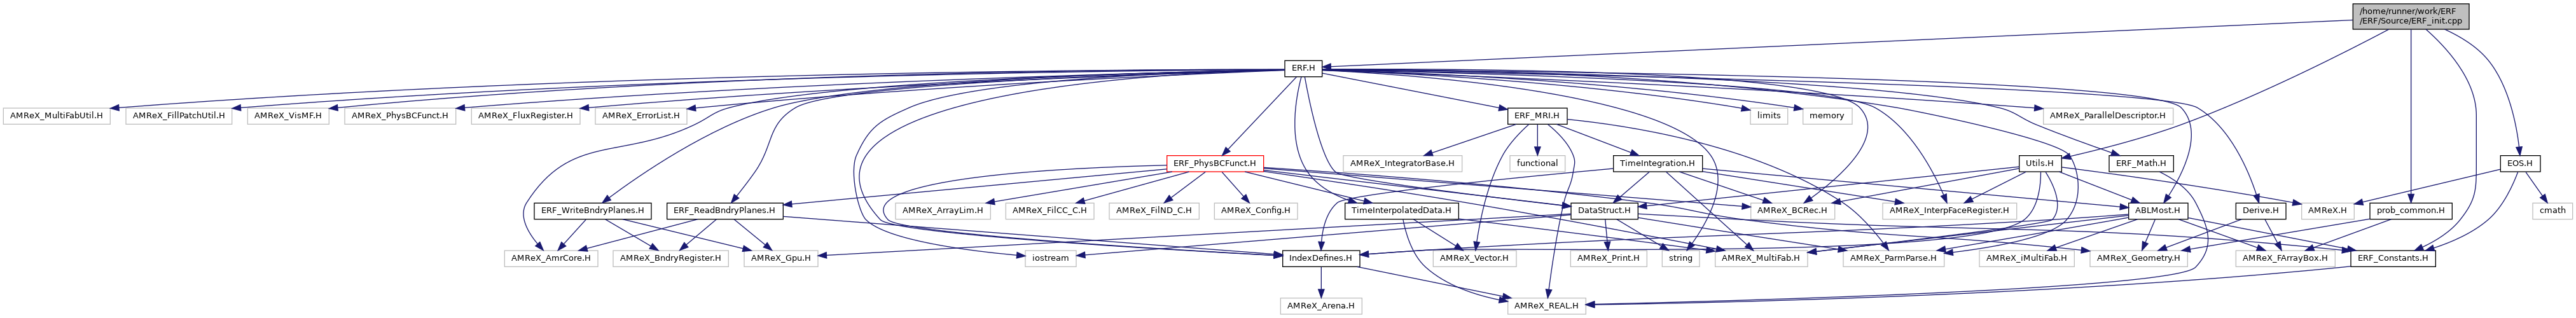 /home/runner/work/ERF
/ERF/Source/ERF_init.cpp
ERF.H
AMReX_MultiFabUtil.H
AMReX_FillPatchUtil.H
AMReX_VisMF.H
AMReX_PhysBCFunct.H
AMReX_FluxRegister.H
AMReX_ErrorList.H
ERF_MRI.H
limits
memory
AMReX_ParallelDescriptor.H
ERF_PhysBCFunct.H
AMReX_IntegratorBase.H
functional
TimeIntegration.H
Utils.H
ERF_Math.H
EOS.H
ERF_WriteBndryPlanes.H
ERF_ReadBndryPlanes.H
AMReX_ArrayLim.H
AMReX_FilCC_C.H
AMReX_FilND_C.H
AMReX_Config.H
TimeInterpolatedData.H
DataStruct.H
AMReX_BCRec.H
AMReX_InterpFaceRegister.H
ABLMost.H
Derive.H
AMReX.H
prob_common.H
cmath
AMReX_AmrCore.H
AMReX_BndryRegister.H
AMReX_Gpu.H
iostream
IndexDefines.H
AMReX_Vector.H
AMReX_Print.H
string
AMReX_MultiFab.H
AMReX_ParmParse.H
AMReX_iMultiFab.H
AMReX_Geometry.H
AMReX_FArrayBox.H
ERF_Constants.H
AMReX_Arena.H
AMReX_REAL.H